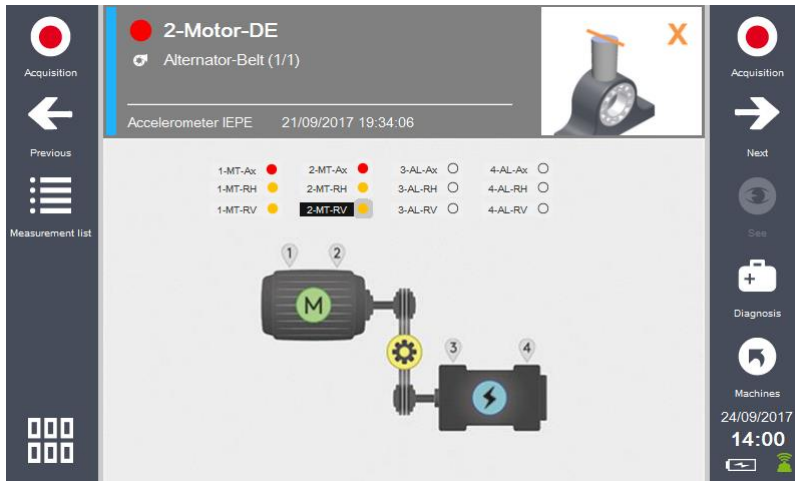 Acquisition
Previous
Measurement list
2-Motor-DE
Alternator-Belt (1/1)
Accelerometer IEPE 21/09/2017 19:34:06
X
1-MT-Ax 2-MT-Ax 3-AL-Ax 4-AL-Ax
1-MT-RH 2-MT-RH 3-AL-RH 4-AL-RH
1-MT-RV 2-MT-RV 3-AL-RV 4-AL-RV
1 2
M
3 4
Acquisition
Next
See
Diagnosis
Machines
24/09/2017
14:00